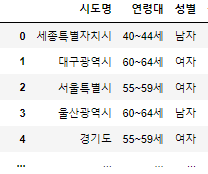 시도명 연령대 성별
0 세종특별자치시 40~44세 남자
1 대구광역시 60~64세 여자
2 서울특별시 55~59세 여자
3 울산광역시 60~64세 남자
4 경기도 55~59세 여자
... ... ... ...